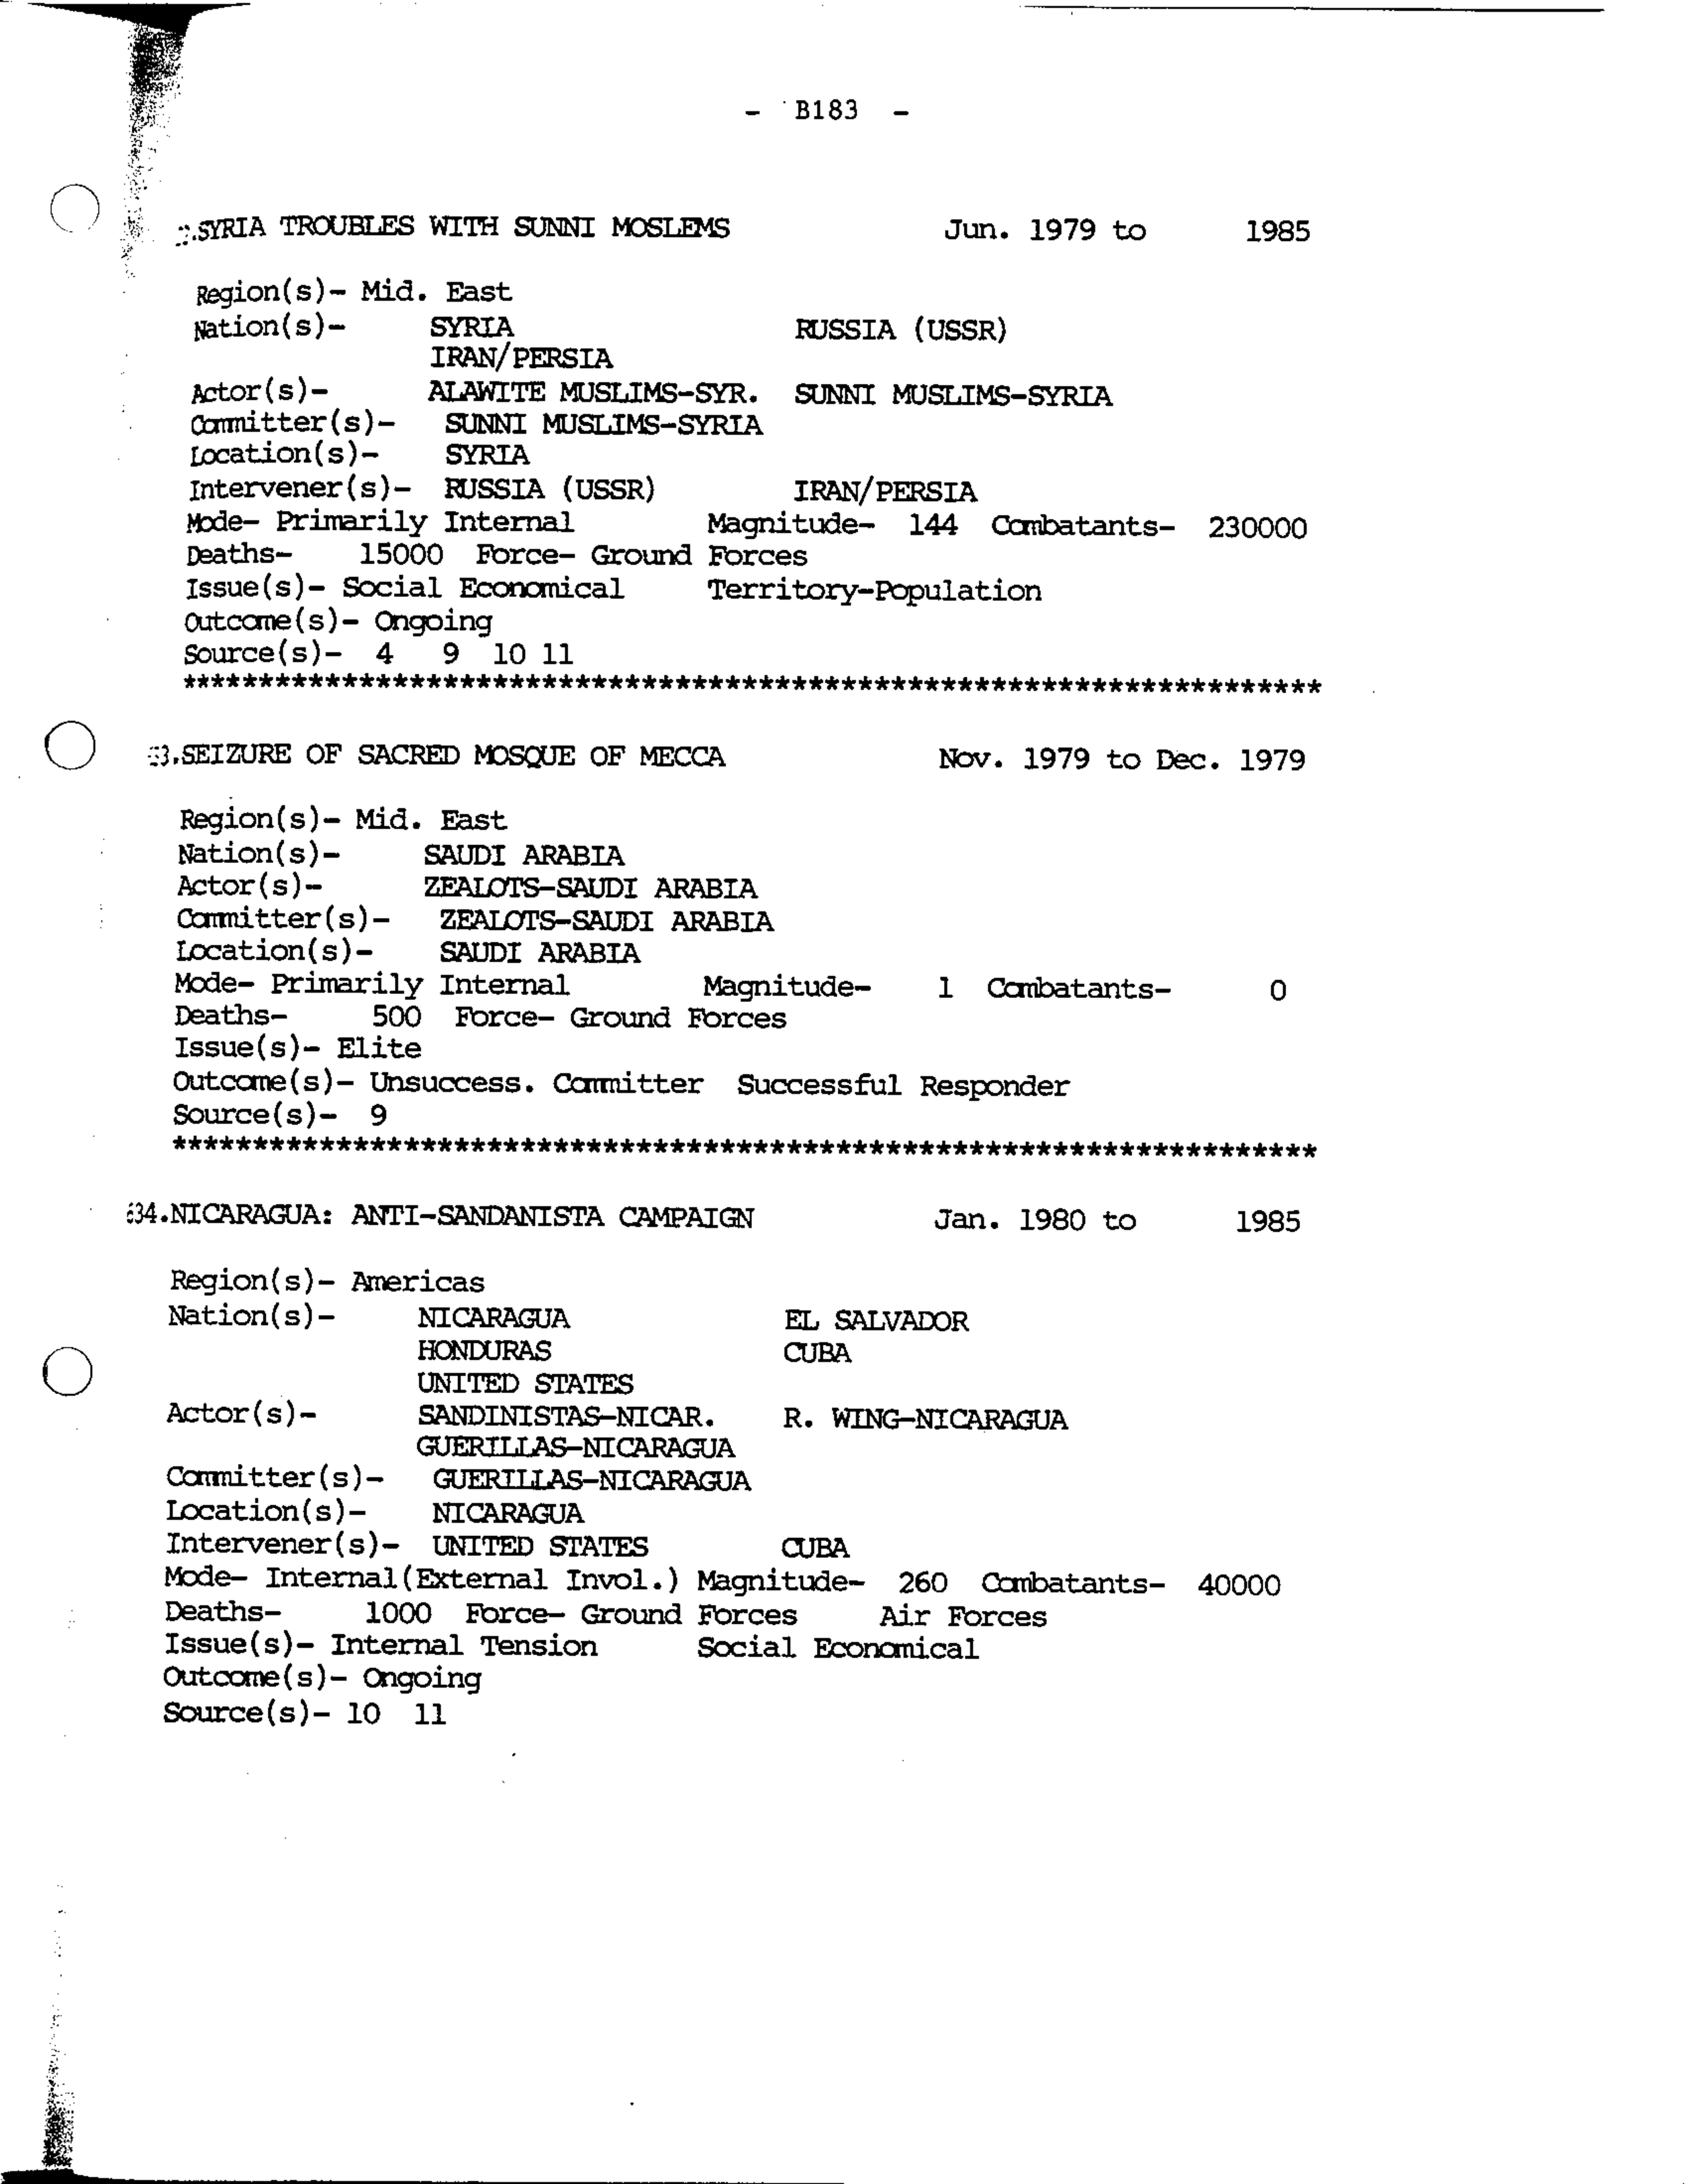 - B183 -
SYRIA TROUBLES WITH SUNNI MOSLEMS Jun. 1979 to 1985
Region(s)- Mid. East
Nation(s)- SYRIA RUSSIA (USSR)
IRAN/PERSIA
Actor(s)- ALAWITE MUSLIMS-SYR. SUNNI MUSLIMS-SYRIA
Committer(s)- SUNNI MUSLIMS-SYRIA
Location(s)- SYRIA
Intervener(s)- RUSSIA (USSR) IRAN/PERSIA
Mode- Primarily Internal Magnitude- 144 Combatants- 230000
Deaths- 15000 Force- Ground Forces
Issue(s)- Social Economical Territory-Population
Outcome(s)- Ongoing
Source(s)- 4 9 10 11
********************************************************************
3.SEIZURE OF SACRED MOSQUE OF MECCA Nov. 1979 to Dec. 1979
Region(s)- Mid. East
Nation(s)- SAUDI ARABIA
Actor(s)- ZEALOTS-SAUDI ARABIA
Committer(s)- ZEALOTS-SAUDI ARABIA
Location(s)- SAUDI ARABIA
Mode- Primarily Internal Magnitude- 1 Combatants- 0
Deaths- 500 Force- Ground Forces
Issue(s)- Elite
Outcome(s)- Unsuccess. Committer Successful Responder
Source(s)- 9
********************************************************************
634.NICARAGUA: ANTI-SANDANISTA CAMPAIGN Jan. 1980 to 1985
Region(s)- Americas
Nation(s)- NICARAGUA EL SALVADOR
HONDURAS CUBA
UNITED STATES
Actor(s)- SANDINISTAS-NICAR. R. WING-NICARAGUA
GUERILLAS-NICARAGUA
Committer(s)- GUERILLAS-NICARAGUA
Location(s)- NICARAGUA
Intervener(s)- UNITED STATES CUBA
Mode- Internal(External Invol.) Magnitude- 260 Combatants- 40000
Deaths- 1000 Force- Ground Forces Air Forces
Issue(s)- Internal Tension Social Economical
Outcome(s)- Ongoing
Source(s)- 10 11